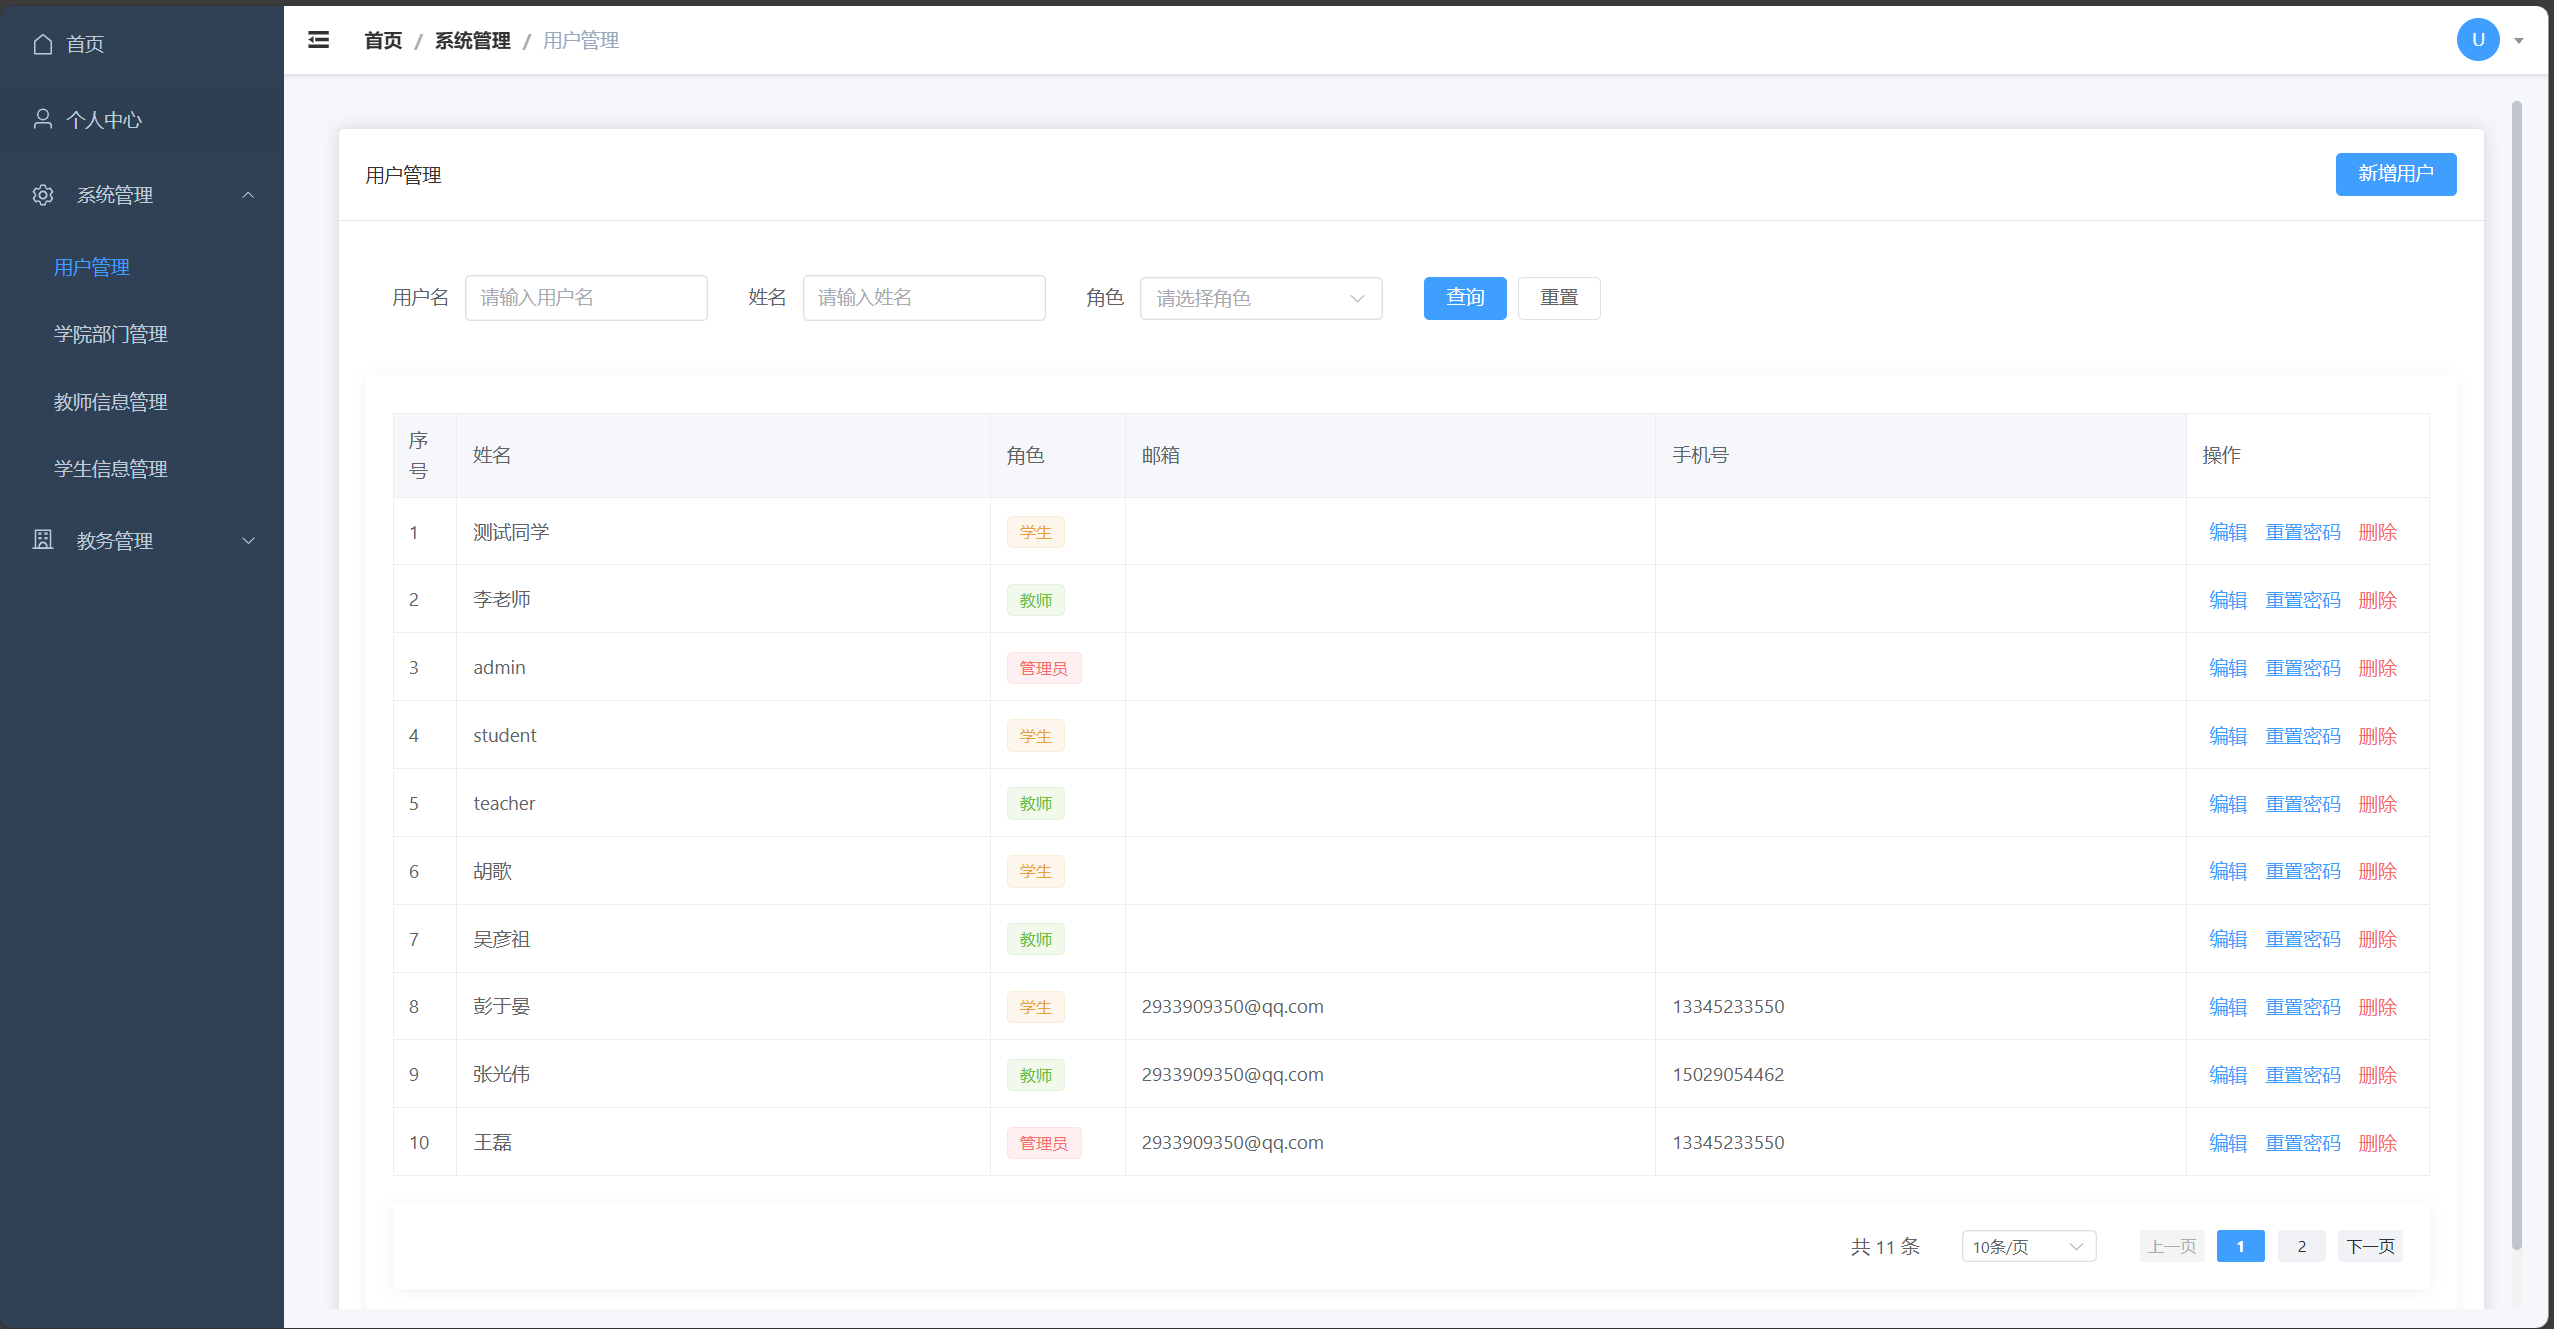 首页
个人中心
系统管理
用户管理
学院部门管理
教师信息管理
学生信息管理
教务管理
首页 / 系统管理 / 用户管理
U
用户管理
新增用户
用户名 请输入用户名 姓名 请输入姓名 角色 请选择角色 查询 重置
序号 姓名 角色 邮箱 手机号 操作
1 测试同学 学生 编辑 重置密码 删除
2 李老师 教师 编辑 重置密码 删除
3 admin 管理员 编辑 重置密码 删除
4 student 学生 编辑 重置密码 删除
5 teacher 教师 编辑 重置密码 删除
6 胡歌 学生 编辑 重置密码 删除
7 吴彦祖 教师 编辑 重置密码 删除
8 彭于晏 学生 2933909350@qq.com 13345233550 编辑 重置密码 删除
9 张光伟 教师 2933909350@qq.com 15029054462 编辑 重置密码 删除
10 王磊 管理员 2933909350@qq.com 13345233550 编辑 重置密码 删除
共 11 条 10条/页 上一页 1 2 下一页